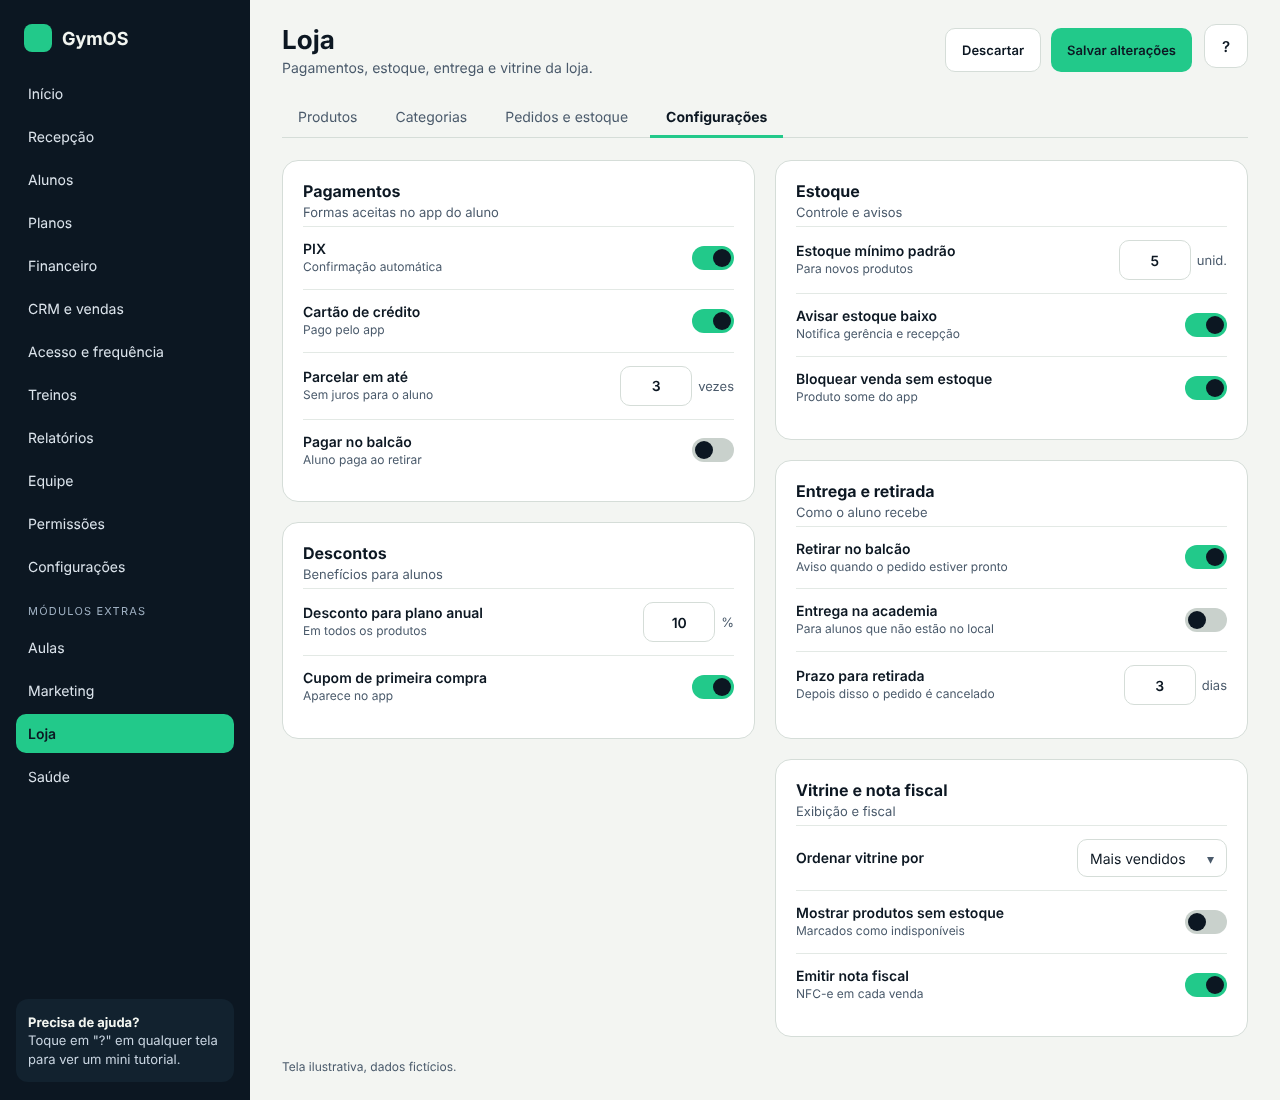 GymOS
Início
Recepção
Alunos
Planos
Financeiro
CRM e vendas
Acesso e frequência
Treinos
Relatórios
Equipe
Permissões
Configurações
MÓDULOS EXTRAS
Aulas
Marketing
Loja
Saúde
Precisa de ajuda?
Toque em "?" em qualquer tela
para ver um mini tutorial.
Loja
Pagamentos, estoque, entrega e vitrine da loja.
Descartar
Salvar alterações
?
Produtos
Categorias
Pedidos e estoque
Configurações
Pagamentos
Formas aceitas no app do aluno
PIX
Confirmação automática
Cartão de crédito
Pago pelo app
Parcelar em até
Sem juros para o aluno
3 vezes
Pagar no balcão
Aluno paga ao retirar
Descontos
Benefícios para alunos
Desconto para plano anual
Em todos os produtos
10 %
Cupom de primeira compra
Aparece no app
Estoque
Controle e avisos
Estoque mínimo padrão
Para novos produtos
5 unid.
Avisar estoque baixo
Notifica gerência e recepção
Bloquear venda sem estoque
Produto some do app
Entrega e retirada
Como o aluno recebe
Retirar no balcão
Aviso quando o pedido estiver pronto
Entrega na academia
Para alunos que não estão no local
Prazo para retirada
Depois disso o pedido é cancelado
3 dias
Vitrine e nota fiscal
Exibição e fiscal
Ordenar vitrine por
Mais vendidos ▾
Mostrar produtos sem estoque
Marcados como indisponíveis
Emitir nota fiscal
NFC-e em cada venda
Tela ilustrativa, dados fictícios.